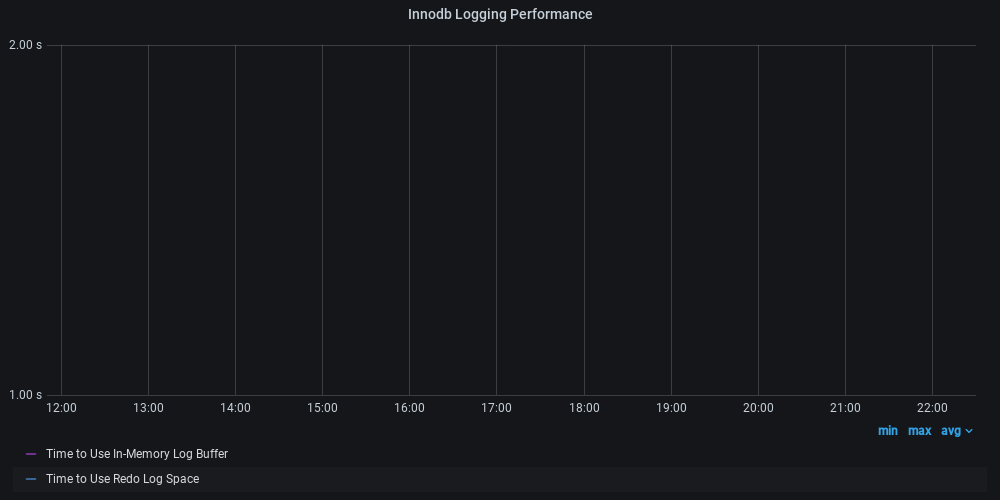 Innodb Logging Performance
2.00 s
1.00 s
12:00 13:00 14:00 15:00 16:00 17:00 18:00 19:00 20:00 21:00 22:00
min max avg
Time to Use In-Memory Log Buffer
Time to Use Redo Log Space